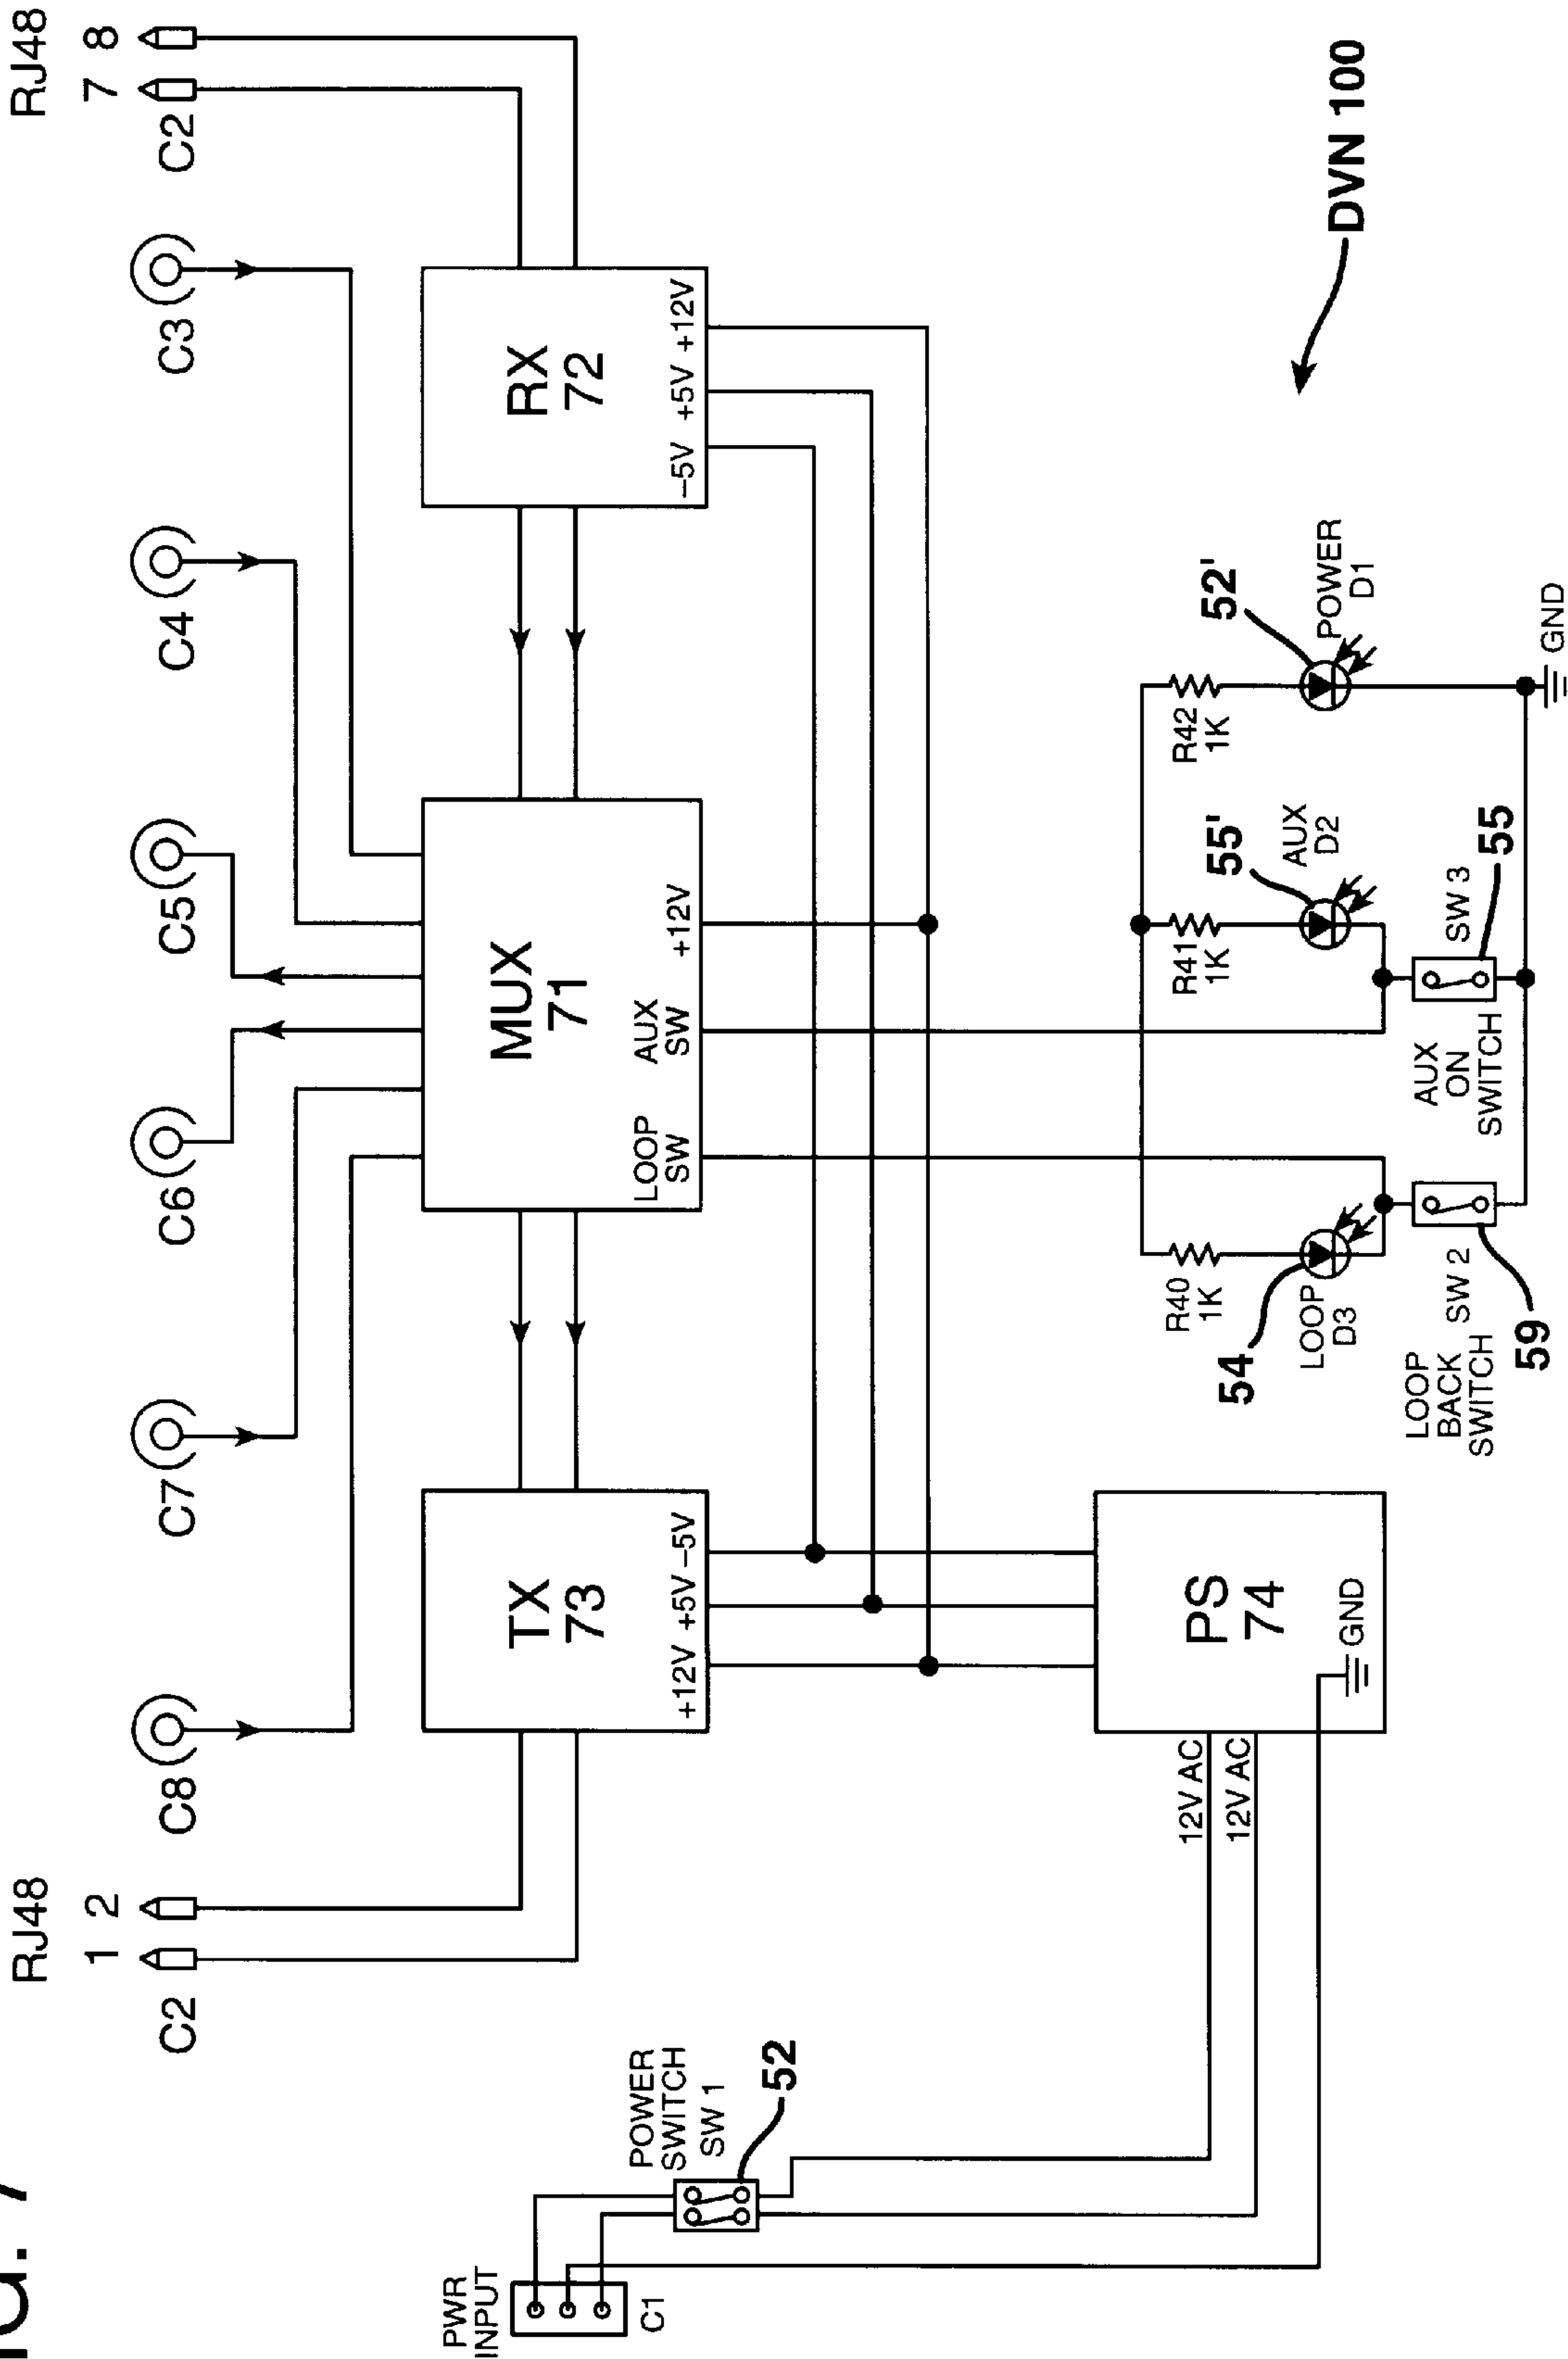 RJ48
RJ48
1 2
7 8
C2
C8
C7
C6
C5
C4
C3
C2
PWR
INPUT
C1
POWER
SWITCH
SW 1
52
TX
73
+12V +5V –5V
MUX
71
LOOP
SW
AUX
SW
+12V
RX
72
–5V +5V +12V
12V AC
12V AC
PS
74
GND
R40
1K
R41
1K
R42
1K
54
LOOP
D3
55'
AUX
D2
52'
POWER
D1
LOOP
BACK
SWITCH
SW 2
59
AUX
ON
SWITCH
SW 3
55
GND
DVN 100